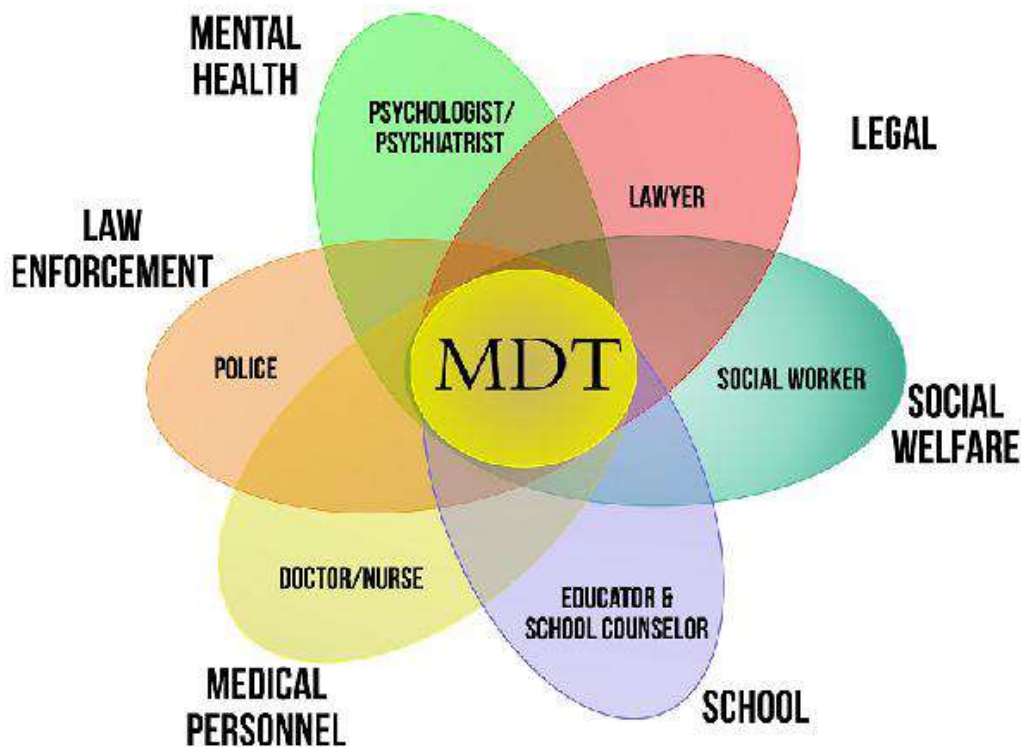 MENTAL
HEALTH
PSYCHOLOGIST/
PSYCHIATRIST
LEGAL
LAWYER
LAW
ENFORCEMENT
POLICE
MDT
SOCIAL WORKER
SOCIAL
WELFARE
DOCTOR/NURSE
EDUCATOR &
SCHOOL COUNSELOR
MEDICAL
PERSONNEL
SCHOOL